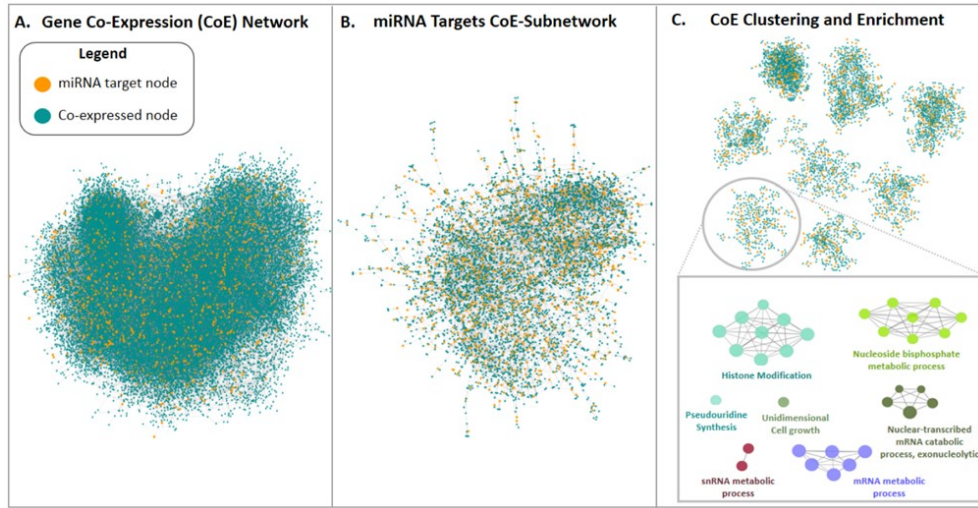 A. Gene Co-Expression (CoE) Network
Legend
miRNA target node
Co-expressed node
B. miRNA Targets CoE-Subnetwork
C. CoE Clustering and Enrichment
Histone Modification
Nucleoside bisphosphate
metabolic process
Pseudouridine
Synthesis
Unidimensional
Cell growth
Nuclear-transcribed
mRNA catabolic
process, exonucleolytic
snRNA metabolic
process
mRNA metabolic
process